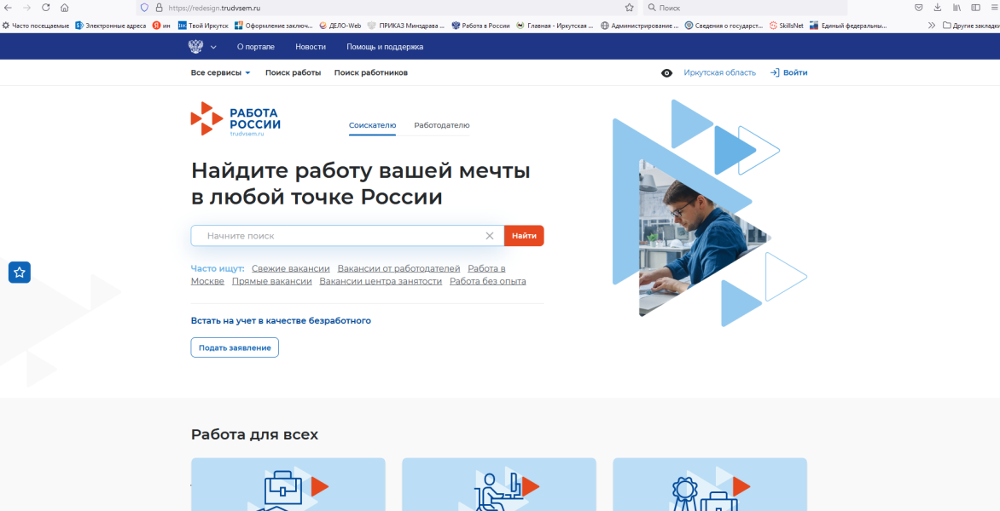 https://redesign.trudvsem.ru
Поиск
Часто посещаемые Электронные адреса ин Твой Иркутск Оформление заключ... ДЕЛО-Web ПРИКАЗ Минздрава ... Работа в России Главная - Иркутская ... Администрирование ... Сведения о государст... SkillsNet Единый федеральны... Другие закладки
О портале Новости Помощь и поддержка
Все сервисы Поиск работы Поиск работников Иркутская область Войти
РАБОТА
РОССИИ
trudvsem.ru
Соискателю Работодателю
Найдите работу вашей мечты
в любой точке России
Начните поиск Найти
Часто ищут: Свежие вакансии Вакансии от работодателей Работа в
Москве Прямые вакансии Вакансии центра занятости Работа без опыта
Встать на учет в качестве безработного
Подать заявление
Работа для всех